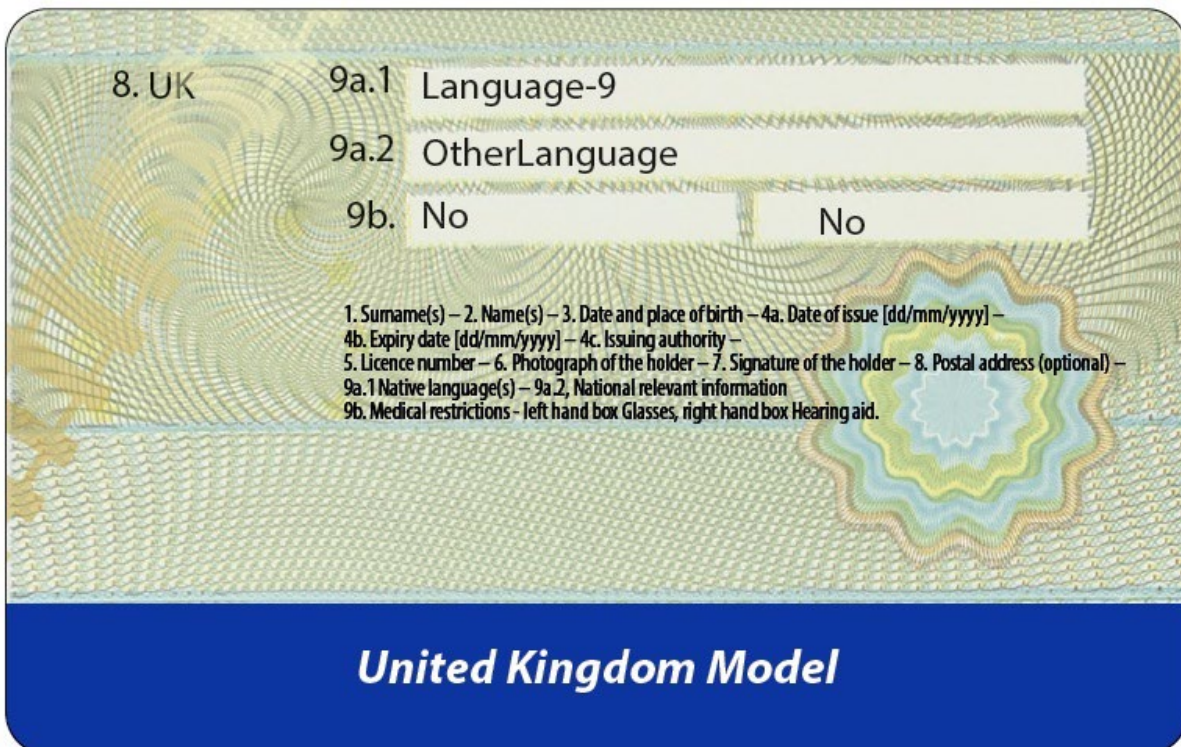 8. UK
9a.1 Language-9
9a.2 OtherLanguage
9b. No No
1. Surname(s) – 2. Name(s) – 3. Date and place of birth – 4a. Date of issue [dd/mm/yyyy] –
4b. Expiry date [dd/mm/yyyy] – 4c. Issuing authority –
5. Licence number – 6. Photograph of the holder – 7. Signature of the holder – 8. Postal address (optional) –
9a.1 Native language(s) – 9a.2, National relevant information
9b. Medical restrictions - left hand box Glasses, right hand box Hearing aid.
United Kingdom Model